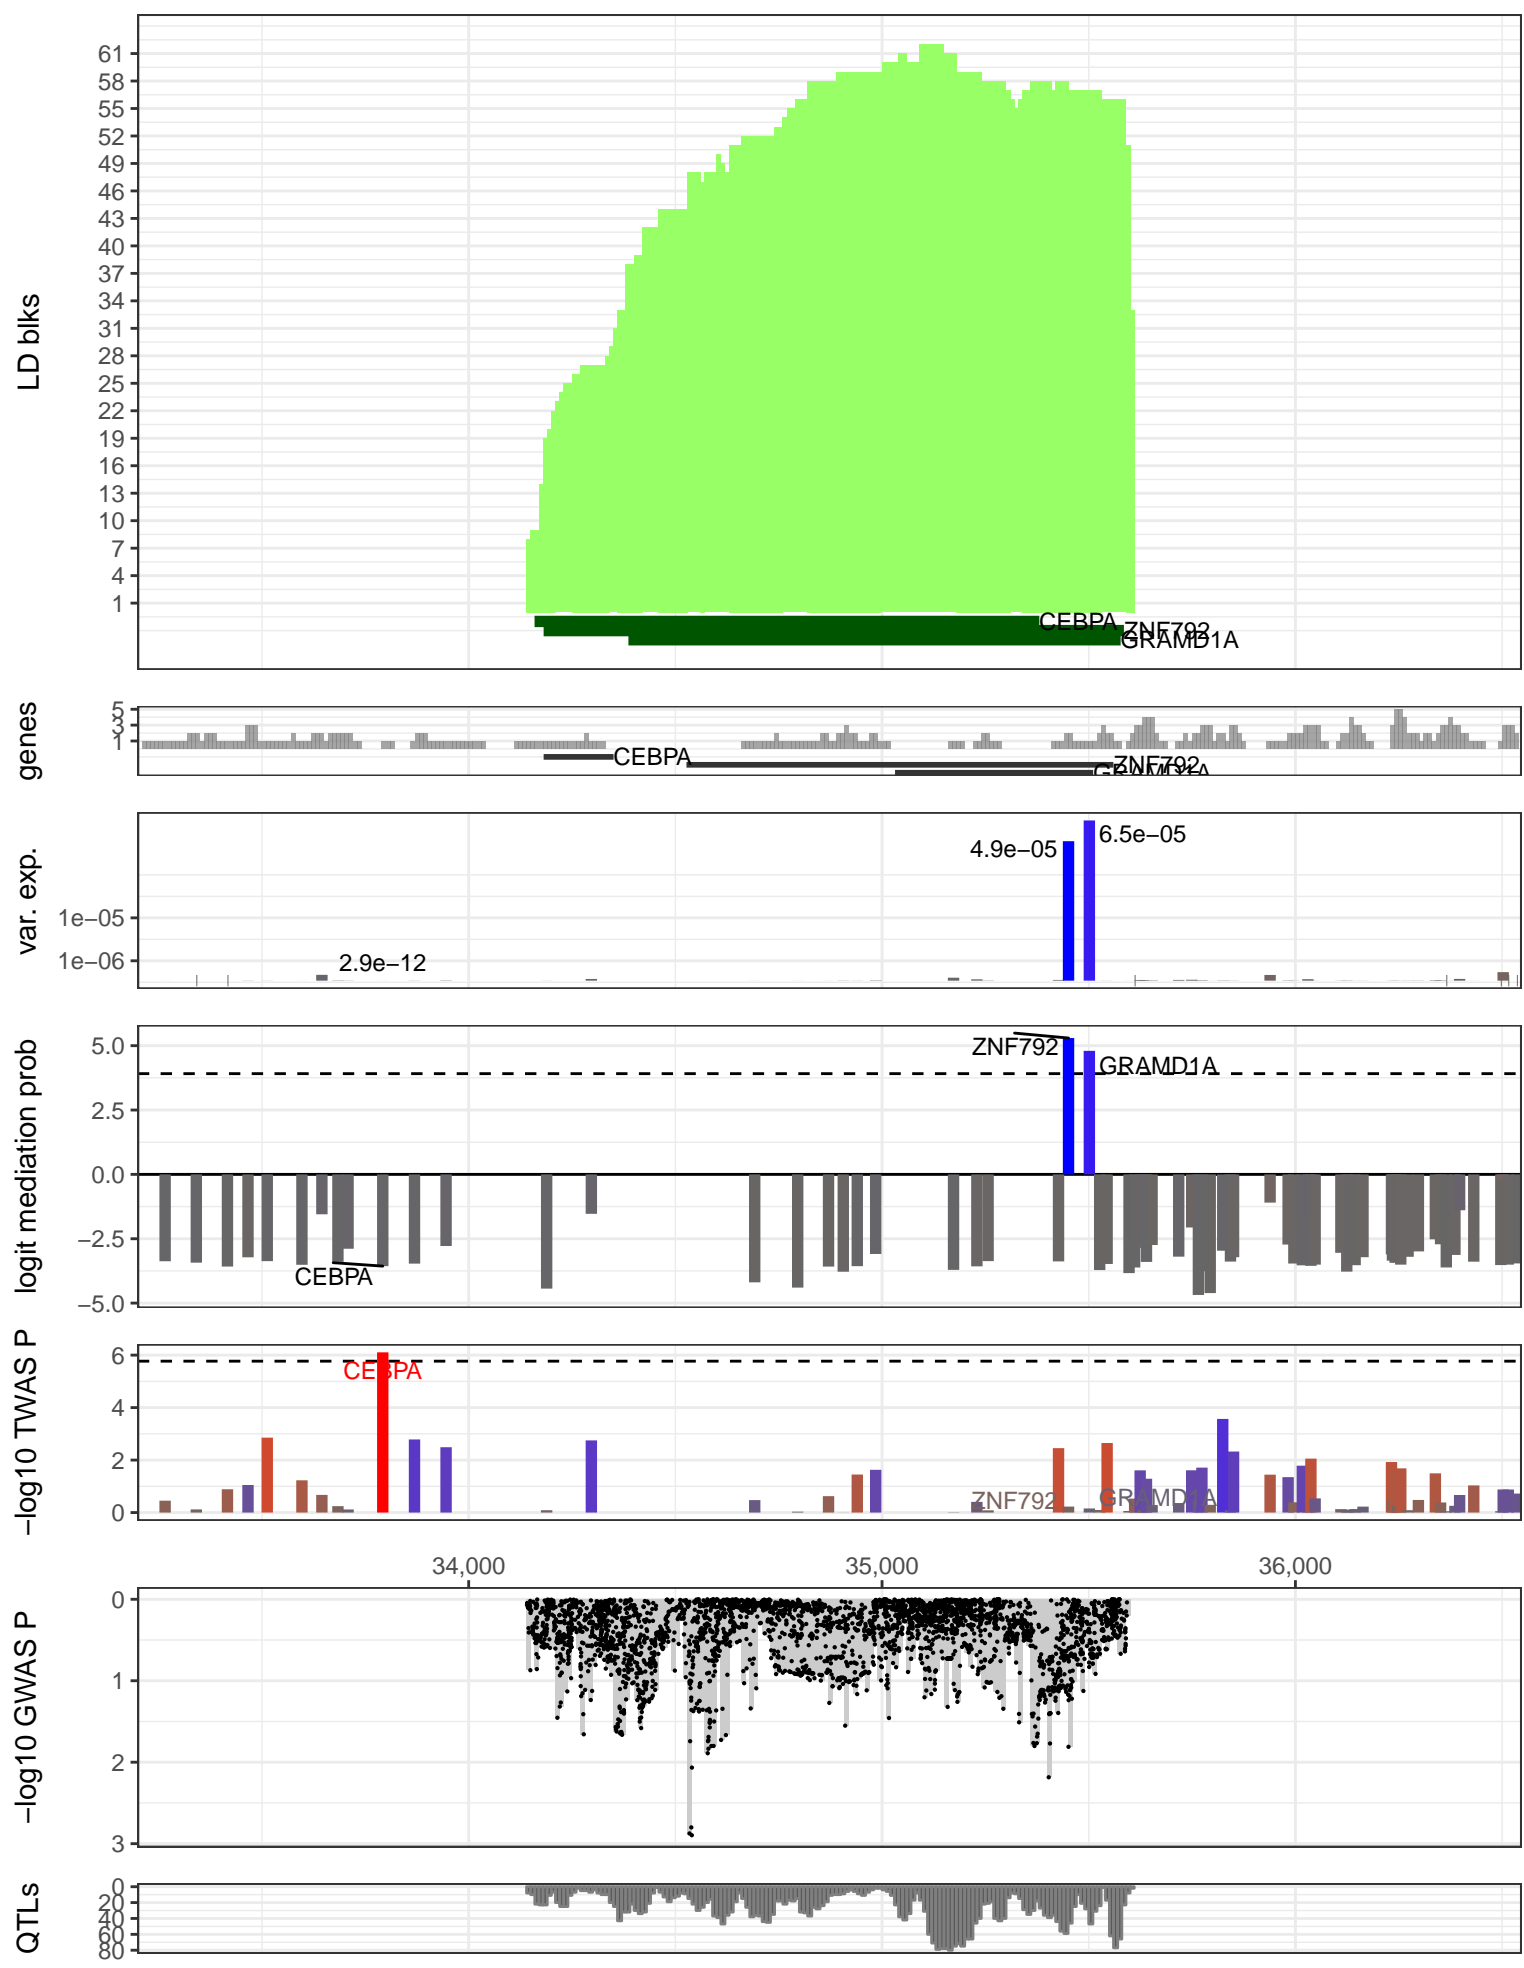 LD blks
61
58
55
52
49
46
43
40
37
34
31
28
25
22
19
16
13
10
7
4
1
CEBPA
ZNF792
GRAMD1A
genes
5
3
1
CEBPA
ZNF792
GRAMD1A
var. exp.
1e−05
1e−06
4.9e−05
6.5e−05
2.9e−12
logit mediation prob
5.0
2.5
0.0
−2.5
−5.0
ZNF792
GRAMD1A
CEBPA
−log10 TWAS P
6
4
2
0
CEBPA
ZNF792
GRAMD1A
34,000 35,000 36,000
−log10 GWAS P
0
1
2
3
QTLs
0
20
40
60
80